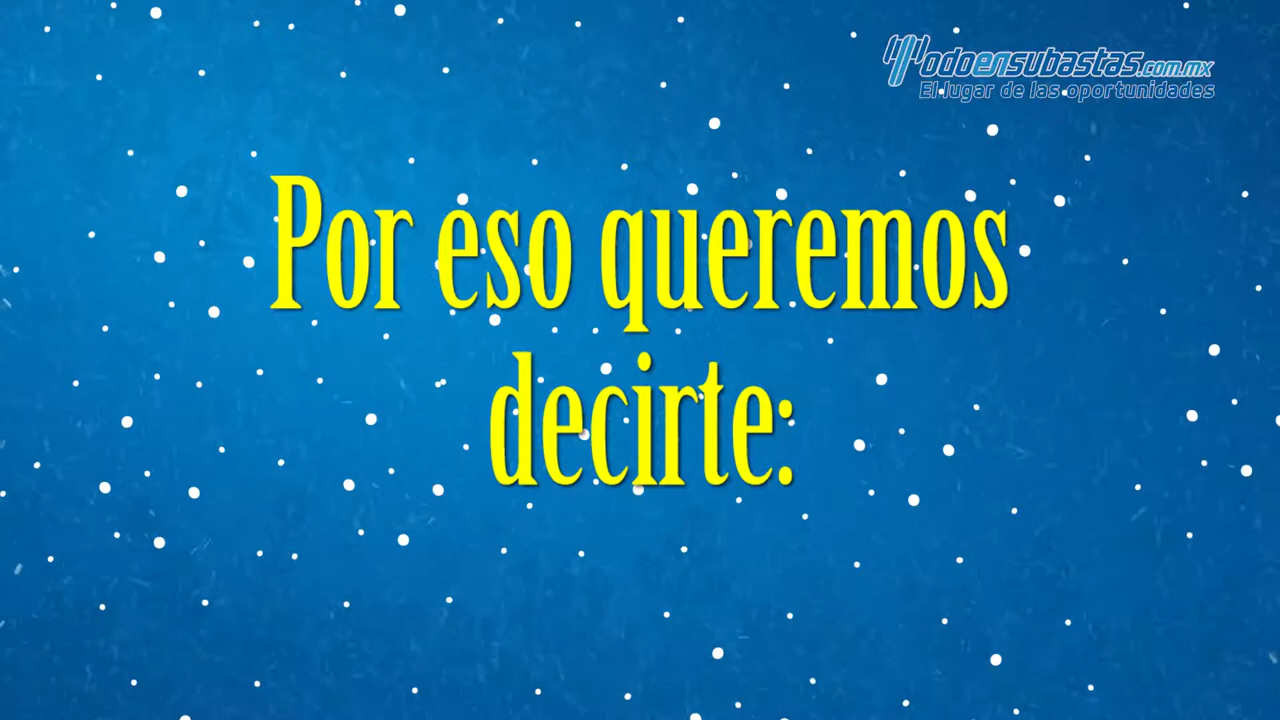 Todoensubastas.com.mx
El lugar de las oportunidades
Por eso queremos
decirte: